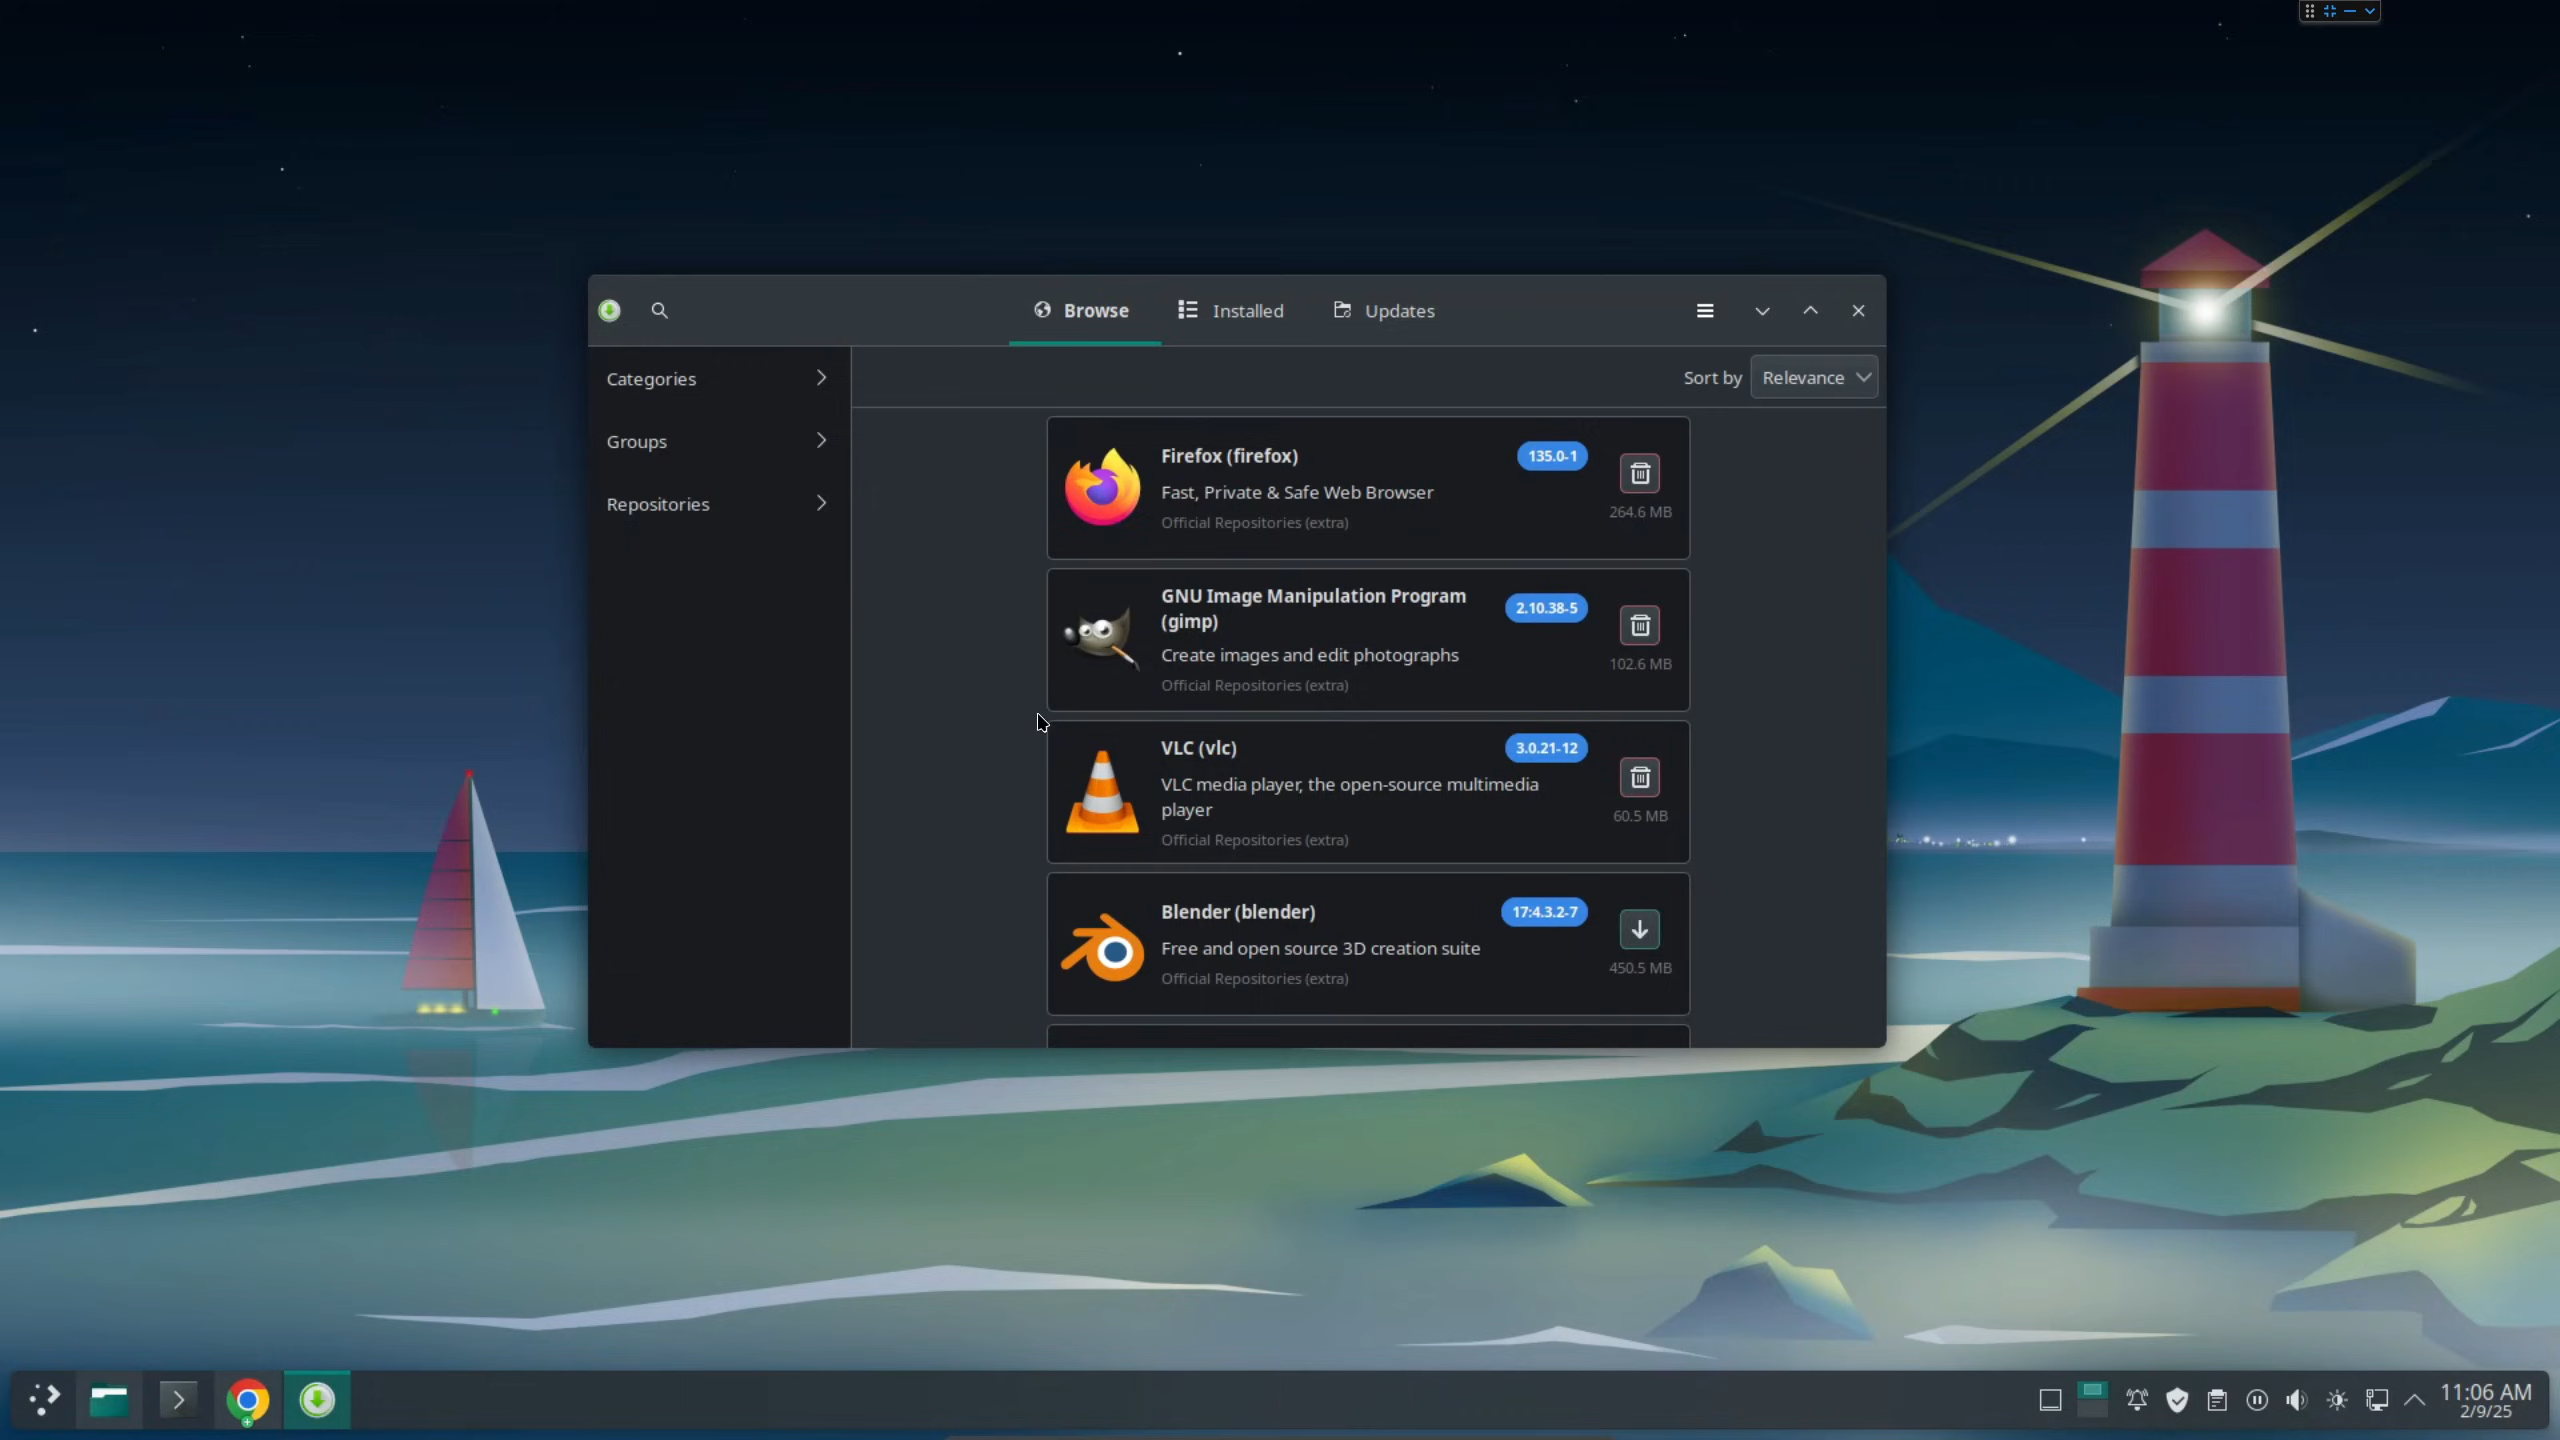 Browse
Installed
Updates
Categories
Groups
Repositories
Sort by
Relevance
Firefox (firefox)
135.0-1
Fast, Private & Safe Web Browser
Official Repositories (extra)
264.6 MB
GNU Image Manipulation Program
(gimp)
2.10.38-5
Create images and edit photographs
Official Repositories (extra)
102.6 MB
VLC (vlc)
3.0.21-12
VLC media player, the open-source multimedia
player
Official Repositories (extra)
60.5 MB
Blender (blender)
17:4.3.2-7
Free and open source 3D creation suite
Official Repositories (extra)
450.5 MB
11:06 AM
2/9/25